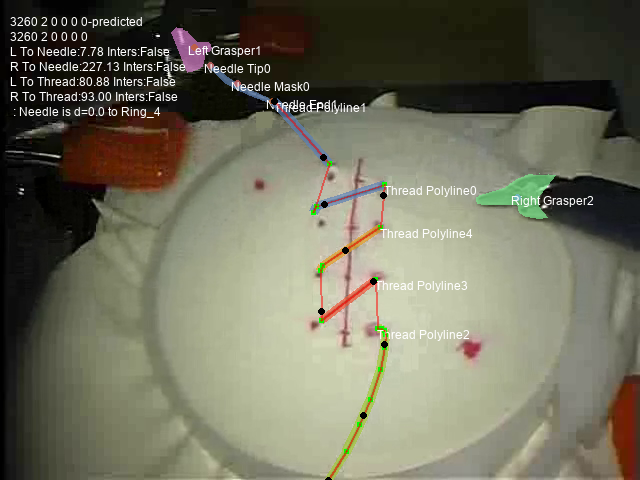 3260 2 0 0 0 0-predicted
3260 2 0 0 0 0
L To Needle:7.78 Inters:False
R To Needle:227.13 Inters:False
L To Thread:80.88 Inters:False
R To Thread:93.00 Inters:False
: Needle is d=0.0 to Ring_4
Left Grasper1
Needle Tip0
Needle Mask0
Needle End1
Thread Polyline1
Thread Polyline0
Right Grasper2
Thread Polyline4
Thread Polyline3
Thread Polyline2